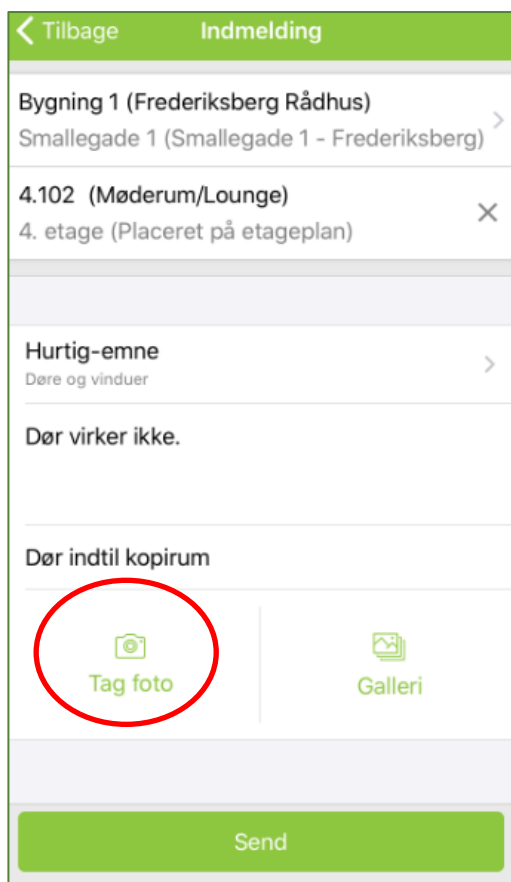 Tilbage Indmelding
Bygning 1 (Frederiksberg Rådhus)
Smallegade 1 (Smallegade 1 - Frederiksberg)
4.102 (Møderum/Lounge)
4. etage (Placeret på etageplan)
Hurtig-emne
Døre og vinduer
Dør virker ikke.
Dør indtil kopirum
Tag foto Galleri
Send